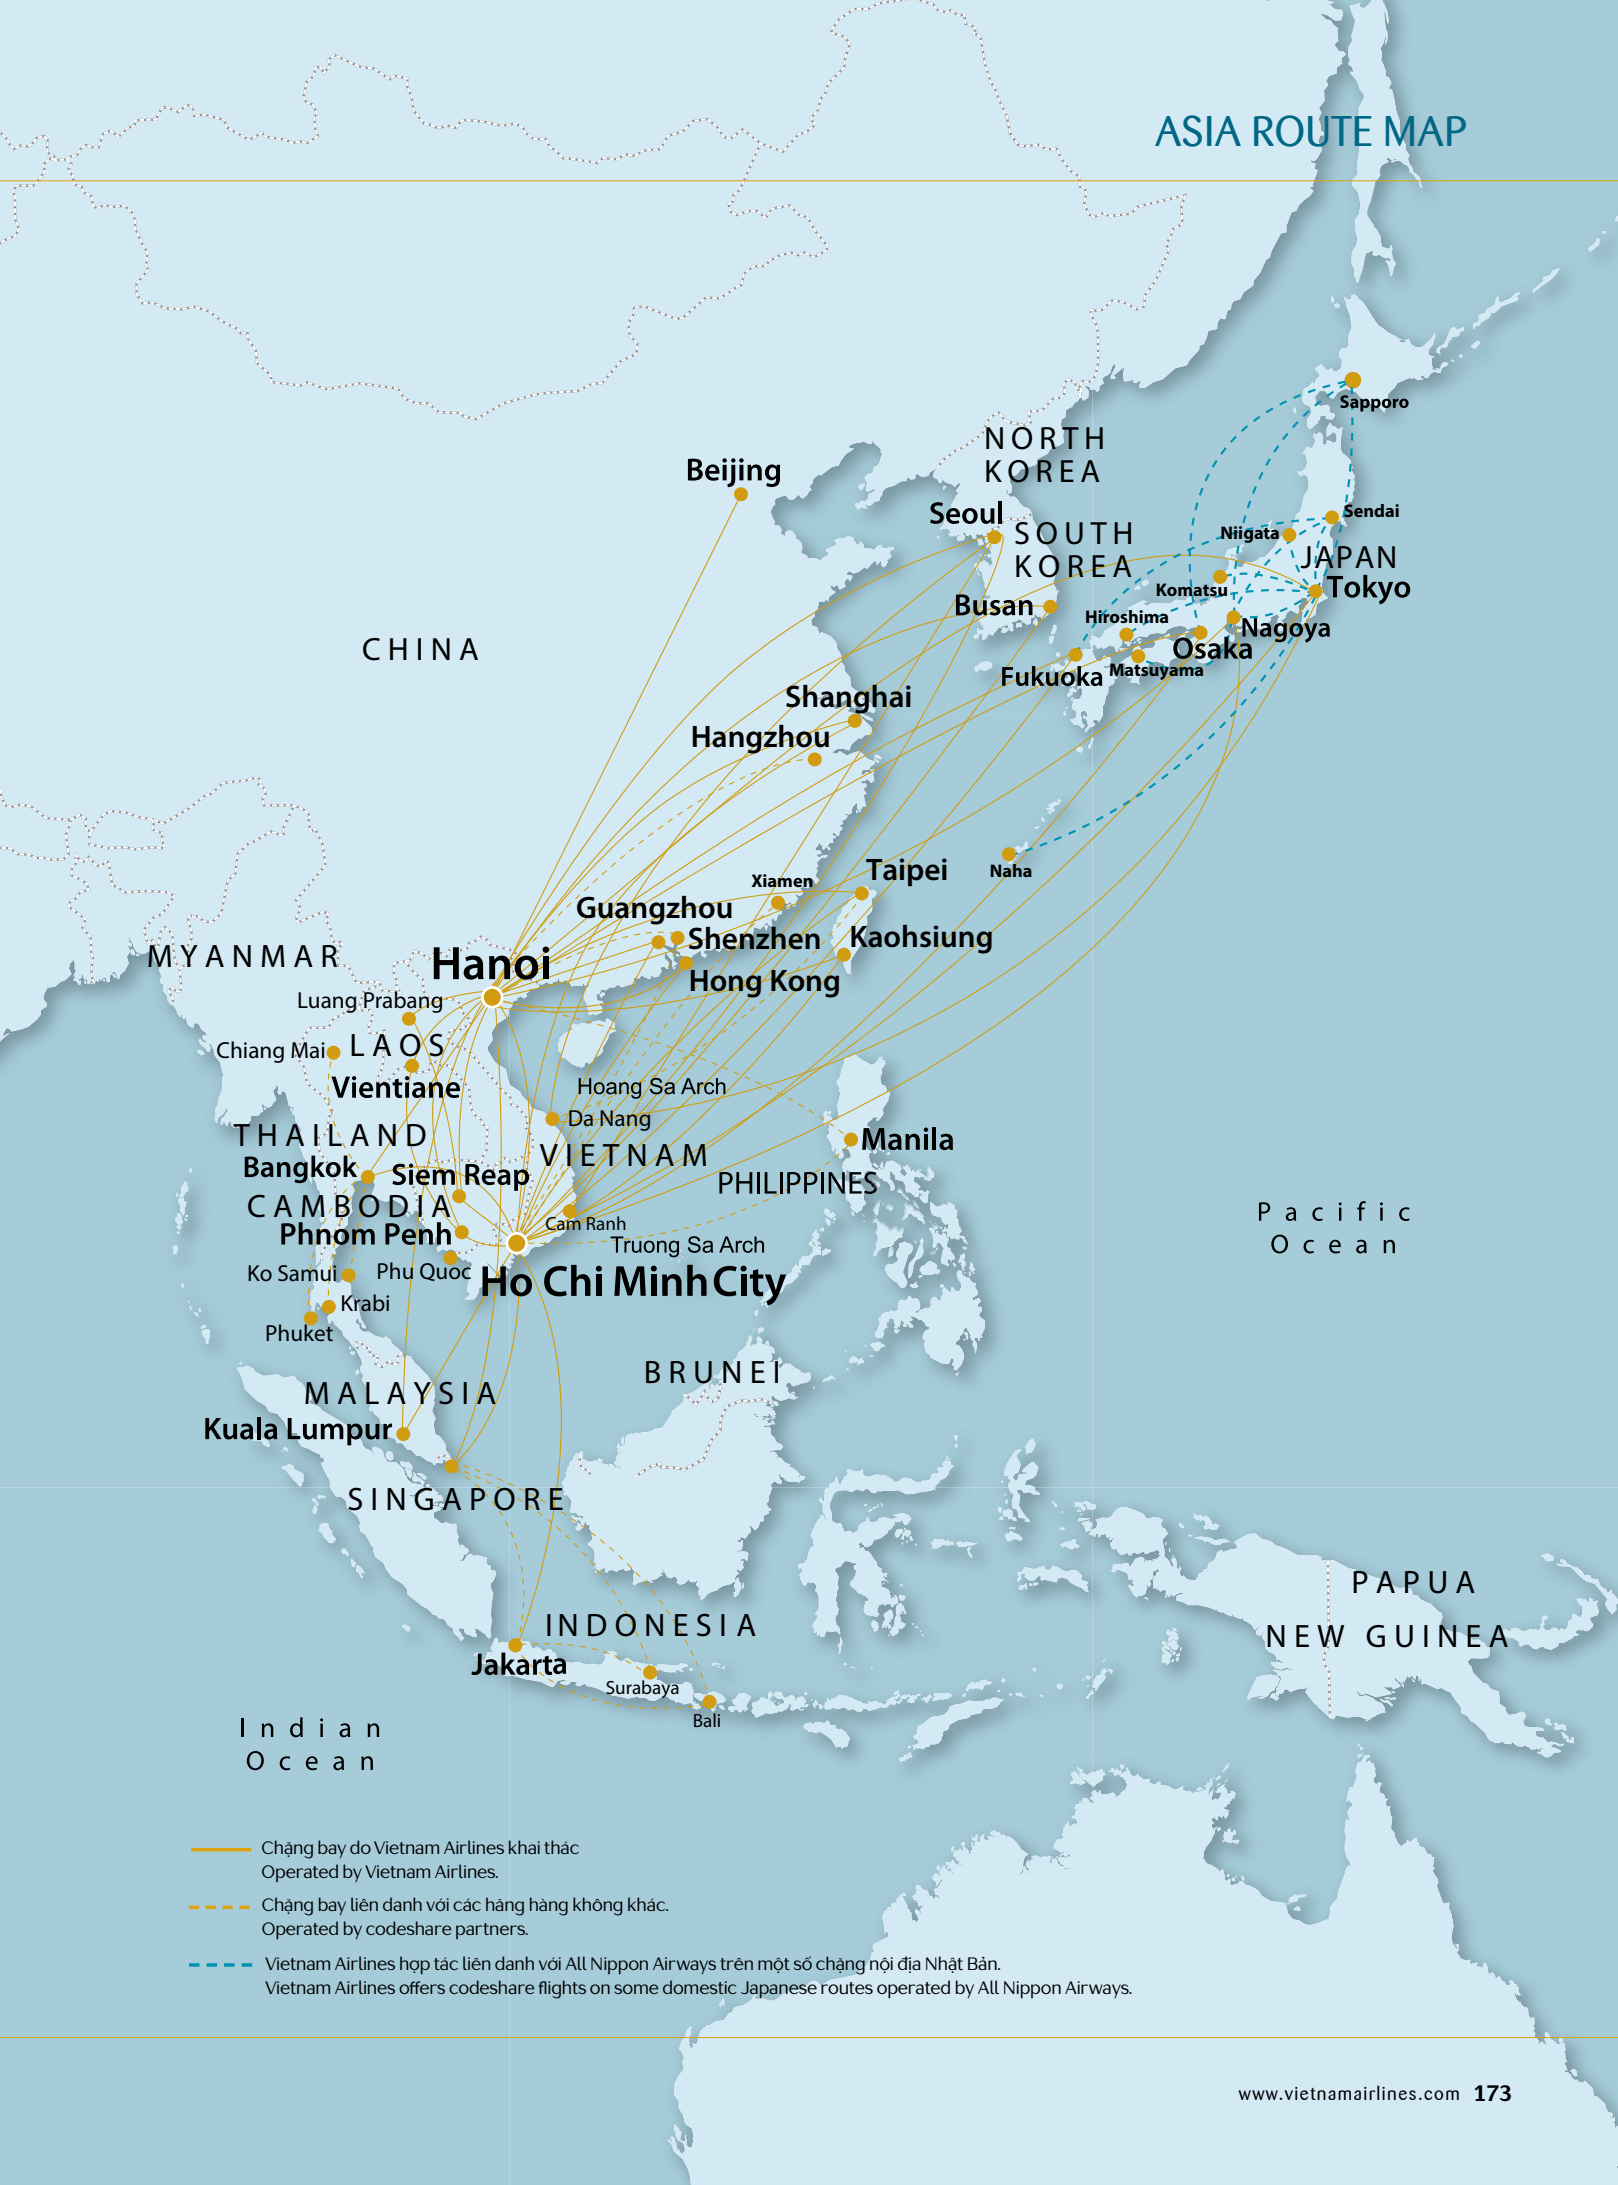 ASIA ROUTE MAP
Sapporo
NORTH
KOREA
Beijing
Seoul
SOUTH
KOREA
Sendai
Niigata
JAPAN
Tokyo
Komatsu
Busan
Hiroshima
Nagoya
Osaka
CHINA
Fukuoka
Matsuyama
Shanghai
Hangzhou
Taipei
Naha
Xiamen
Guangzhou
Shenzhen
Kaohsiung
MYANMAR
Hanoi
Hong Kong
Luang Prabang
Chiang Mai
LAOS
Vientiane
Hoang Sa Arch
Da Nang
THAILAND
Manila
VIETNAM
Bangkok
Siem Reap
PHILIPPINES
CAMBODIA
Pacific
Ocean
Phnom Penh
Cam Ranh
Truong Sa Arch
Ko Samui
Phu Quoc
Ho Chi Minh City
Krabi
Phuket
BRUNEI
MALAYSIA
Kuala Lumpur
SINGAPORE
PAPUA
NEW GUINEA
INDONESIA
Jakarta
Surabaya
Bali
Indian
Ocean
Chặng bay do Vietnam Airlines khai thác
Operated by Vietnam Airlines.
Chặng bay liên danh với các hãng hàng không khác.
Operated by codeshare partners.
Vietnam Airlines hợp tác liên danh với All Nippon Airways trên một số chặng nội địa Nhật Bản.
Vietnam Airlines offers codeshare flights on some domestic Japanese routes operated by All Nippon Airways.
www.vietnamairlines.com 173